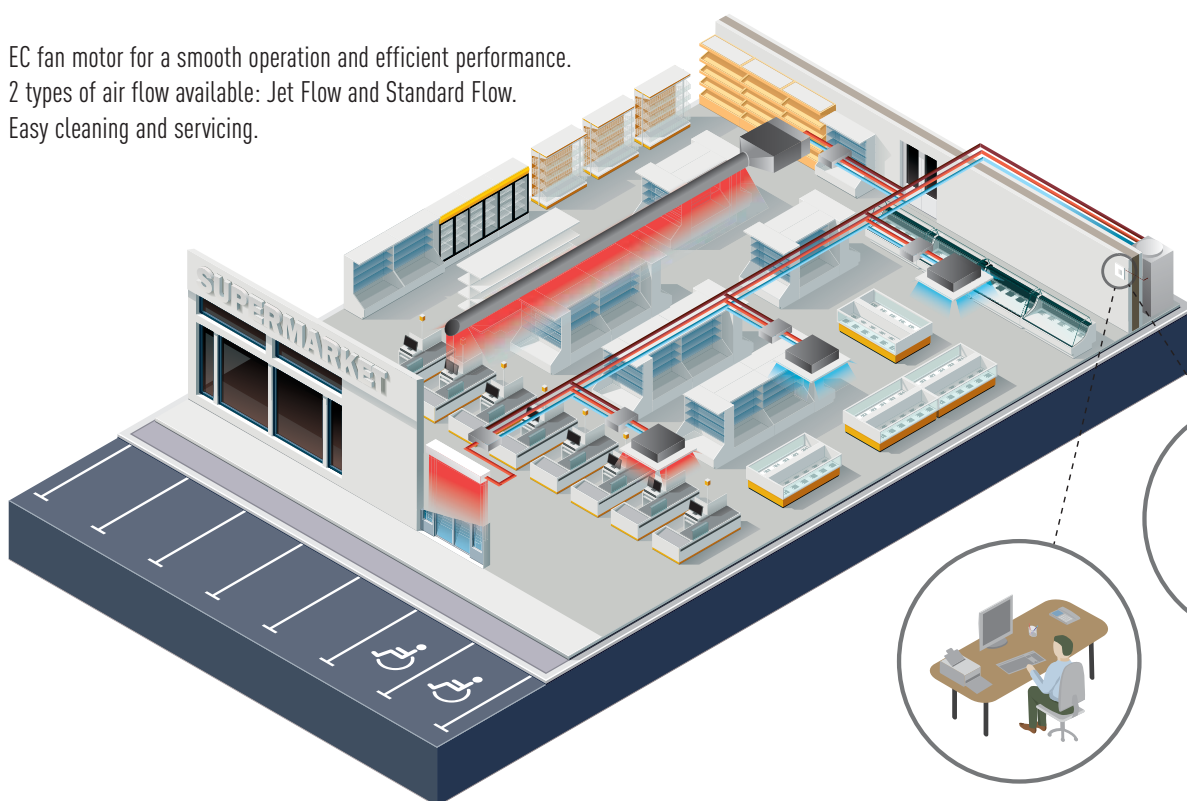 EC fan motor for a smooth operation and efficient performance.
2 types of air flow available: Jet Flow and Standard Flow.
Easy cleaning and servicing.
SUPERMARKET